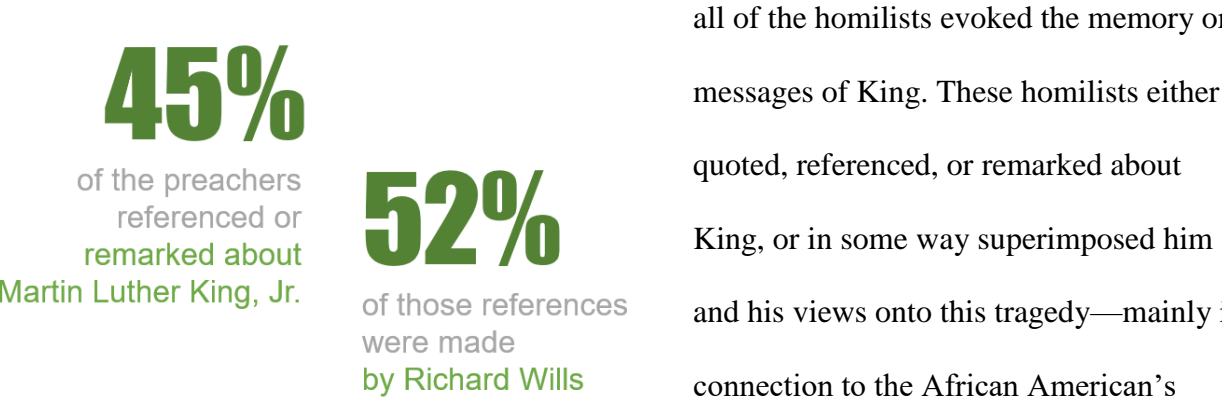 45%
of the preachers
referenced or
remarked about
Martin Luther King, Jr.
52%
of those references
were made
by Richard Wills
all of the homilists evoked the memory
messages of King. These homilists either
quoted, referenced, or remarked about
King, or in some way superimposed him
and his views onto this tragedy—mainly
connection to the African American's